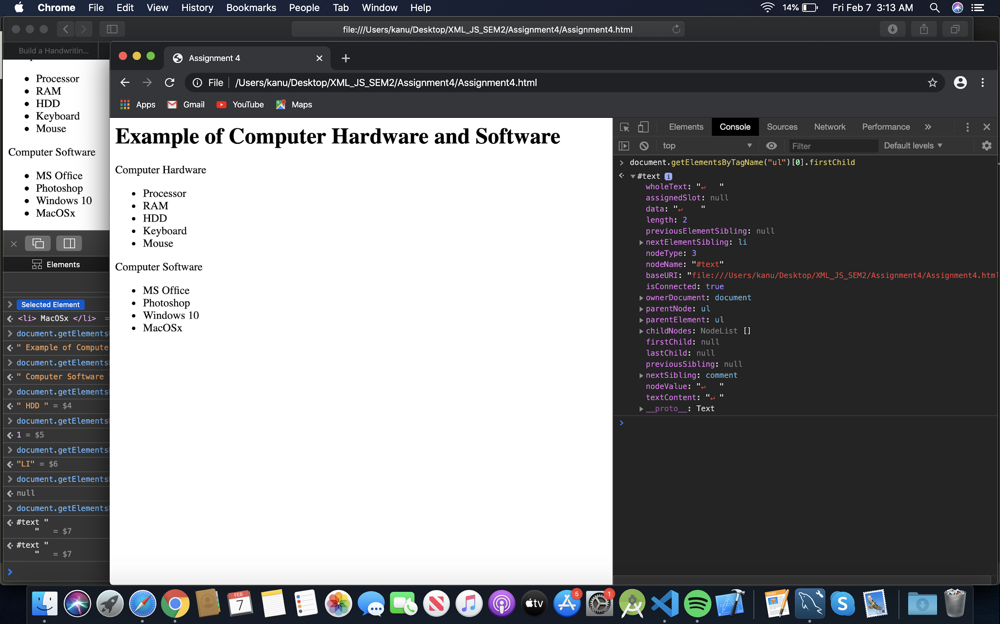 Chrome File Edit View History Bookmarks People Tab Window Help 14% Fri Feb 7 3:13 AM
file:///Users/kanu/Desktop/XML_JS_SEM2/Assignment4/Assignment4.html
Build a Handwritin...
Processor
RAM
HDD
Keyboard
Mouse
Computer Software
MS Office
Photoshop
Windows 10
MacOSx
Elements
Selected Element
<li> MacOSx </li> =
document.getElements
" Example of Compute
document.getElements
" Computer Software
document.getElements
" HDD " = $4
document.getElements
1 = $5
document.getElements
"LI" = $6
document.getElements
null
document.getElements
#text "
" = $7
#text "
" = $7
Assignment 4
File /Users/kanu/Desktop/XML_JS_SEM2/Assignment4/Assignment4.html
Apps Gmail YouTube Maps
Example of Computer Hardware and Software
Computer Hardware
Processor
RAM
HDD
Keyboard
Mouse
Computer Software
MS Office
Photoshop
Windows 10
MacOSx
Elements Console Sources Network Performance »
top Filter Default levels
document.getElementsByTagName("ul")[0].firstChild
#text i
wholeText: "↵ "
assignedSlot: null
data: "↵ "
length: 2
previousElementSibling: null
nextElementSibling: li
nodeType: 3
nodeName: "#text"
baseURI: "file:///Users/kanu/Desktop/XML_JS_SEM2/Assignment4/Assignment4.html
isConnected: true
ownerDocument: document
parentNode: ul
parentElement: ul
childNodes: NodeList []
firstChild: null
lastChild: null
previousSibling: null
nextSibling: comment
nodeValue: "↵ "
textContent: "↵ "
__proto__: Text
FEB
7
tv
5
1
PAGES